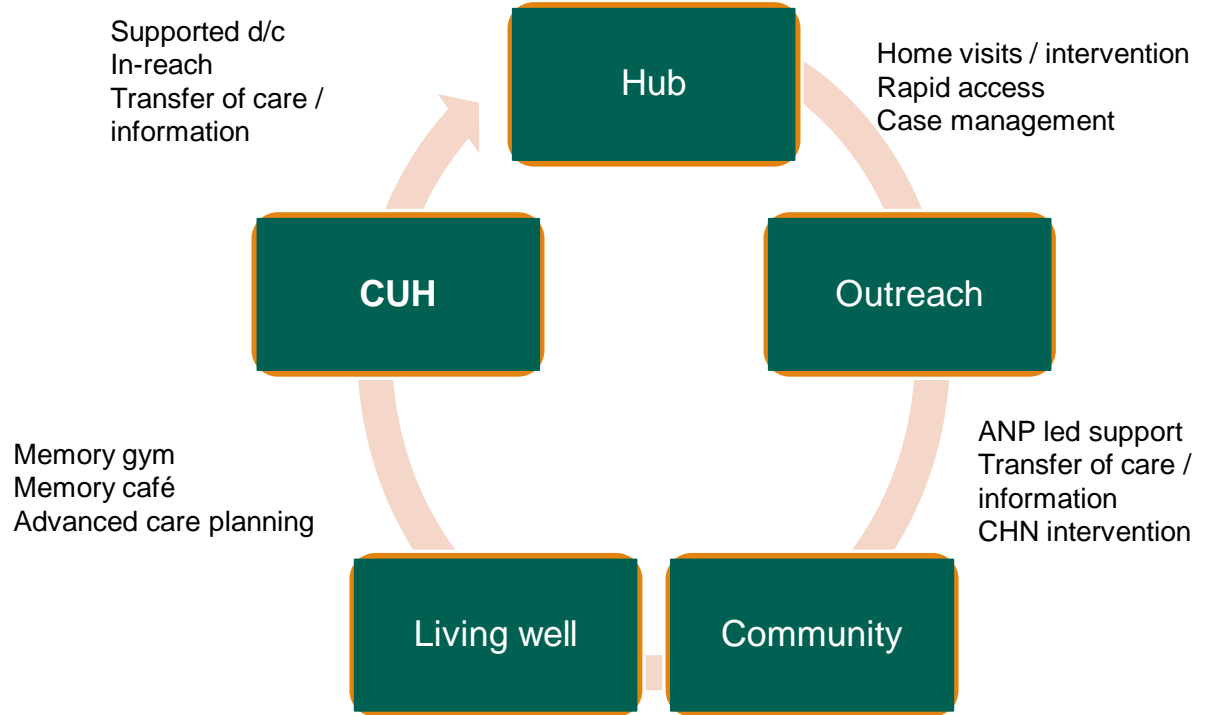 Supported d/c
In-reach
Transfer of care /
information
Hub
Home visits / intervention
Rapid access
Case management
CUH
Outreach
Memory gym
Memory café
Advanced care planning
ANP led support
Transfer of care /
information
CHN intervention
Living well
Community